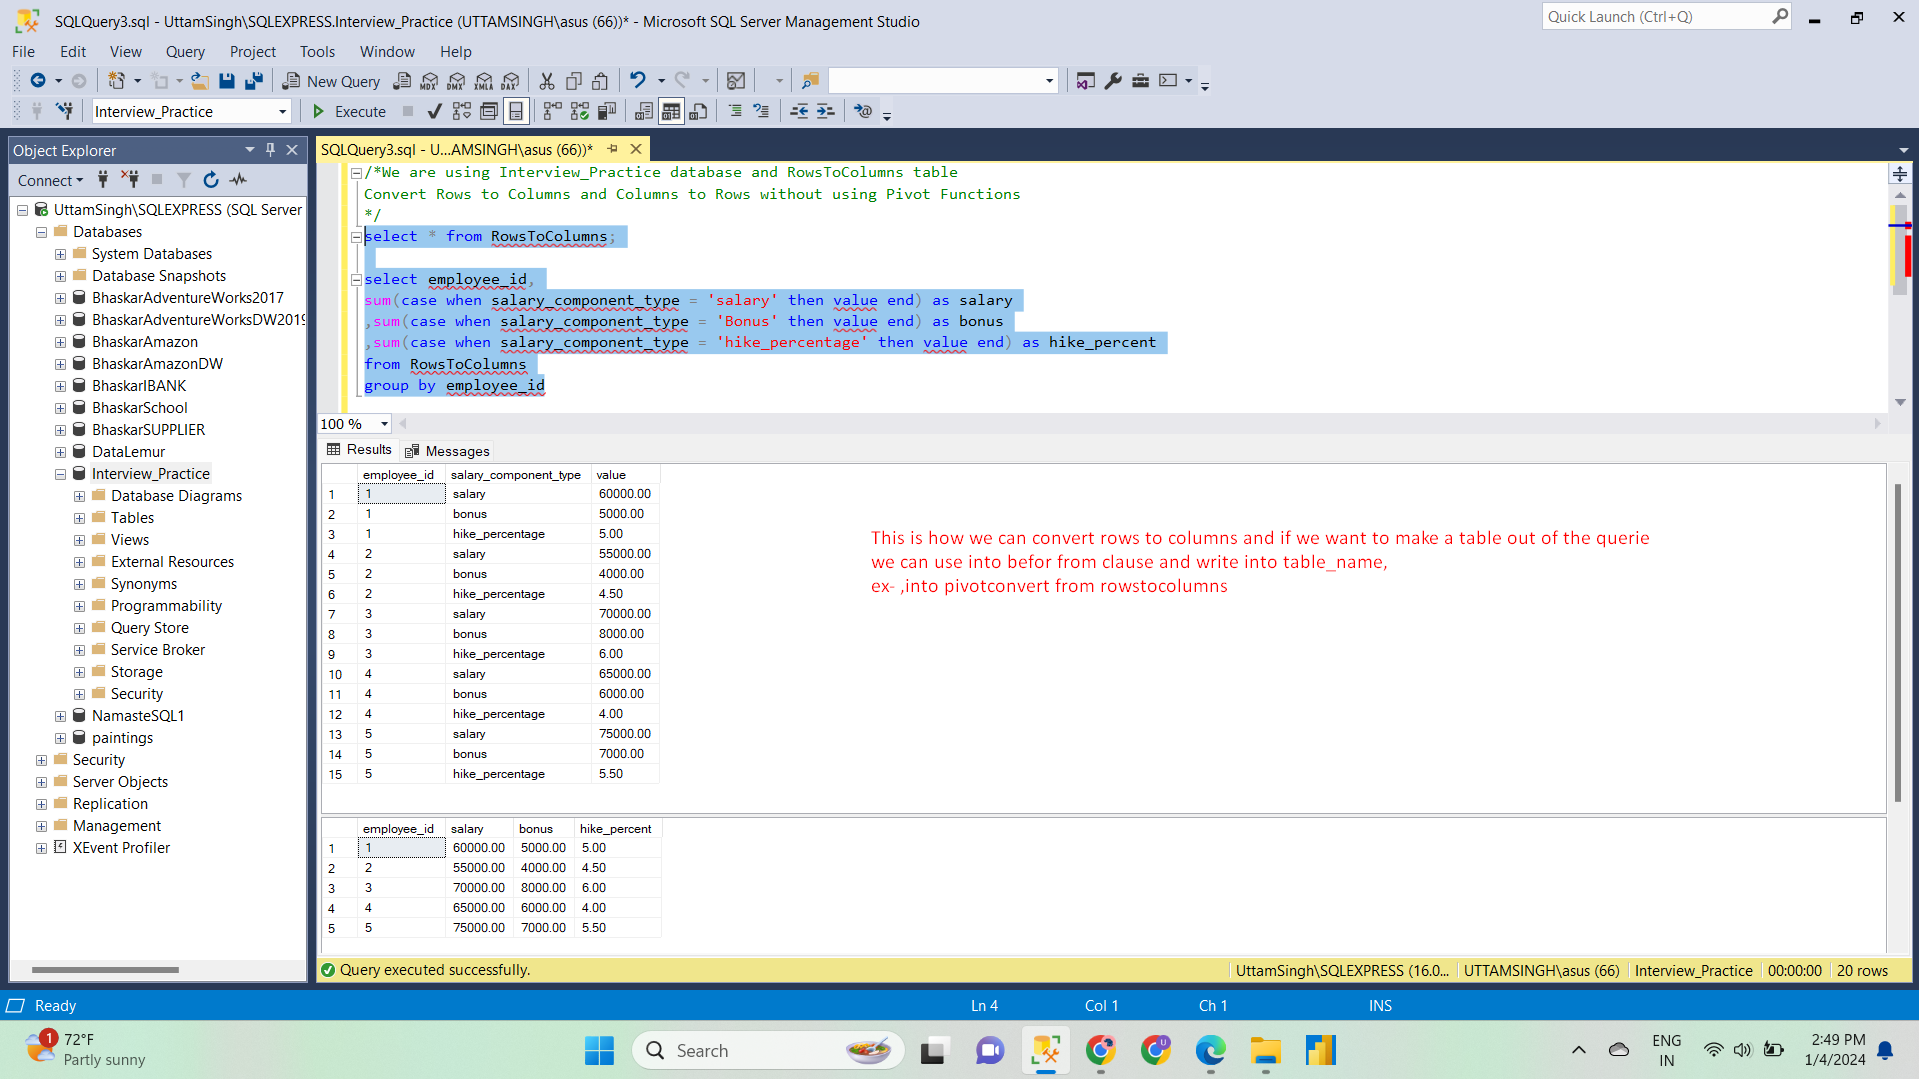 SQLQuery3.sql - UttamSingh\SQLEXPRESS.Interview_Practice (UTTAMSINGH\asus (66))* - Microsoft SQL Server Management Studio
Quick Launch (Ctrl+Q)
File Edit View Query Project Tools Window Help
New Query
MDX DMX XMLA DAX
Interview_Practice
Execute
Object Explorer
Connect
UttamSingh\SQLEXPRESS (SQL Server
Databases
System Databases
Database Snapshots
BhaskarAdventureWorks2017
BhaskarAdventureWorksDW2019
BhaskarAmazon
BhaskarAmazonDW
BhaskarIBANK
BhaskarSchool
BhaskarSUPPLIER
DataLemur
Interview_Practice
Database Diagrams
Tables
Views
External Resources
Synonyms
Programmability
Query Store
Service Broker
Storage
Security
NamasteSQL1
paintings
Security
Server Objects
Replication
Management
XEvent Profiler
SQLQuery3.sql - U...AMSINGH\asus (66))*
/*We are using Interview_Practice database and RowsToColumns table
Convert Rows to Columns and Columns to Rows without using Pivot Functions
*/
select * from RowsToColumns;
select employee_id,
sum(case when salary_component_type = 'salary' then value end) as salary
,sum(case when salary_component_type = 'Bonus' then value end) as bonus
,sum(case when salary_component_type = 'hike_percentage' then value end) as hike_percent
from RowsToColumns
group by employee_id
100 %
Results Messages
employee_id salary_component_type value
1 1 salary 60000.00
2 1 bonus 5000.00
3 1 hike_percentage 5.00
4 2 salary 55000.00
5 2 bonus 4000.00
6 2 hike_percentage 4.50
7 3 salary 70000.00
8 3 bonus 8000.00
9 3 hike_percentage 6.00
10 4 salary 65000.00
11 4 bonus 6000.00
12 4 hike_percentage 4.00
13 5 salary 75000.00
14 5 bonus 7000.00
15 5 hike_percentage 5.50
This is how we can convert rows to columns and if we want to make a table out of the querie
we can use into befor from clause and write into table_name,
ex- ,into pivotconvert from rowstocolumns
employee_id salary bonus hike_percent
1 1 60000.00 5000.00 5.00
2 2 55000.00 4000.00 4.50
3 3 70000.00 8000.00 6.00
4 4 65000.00 6000.00 4.00
5 5 75000.00 7000.00 5.50
Query executed successfully.
UttamSingh\SQLEXPRESS (16.0... UTTAMSINGH\asus (66) Interview_Practice 00:00:00 20 rows
Ready
Ln 4 Col 1 Ch 1 INS
1
72°F
Partly sunny
Search
U
ENG
IN
2:49 PM
1/4/2024